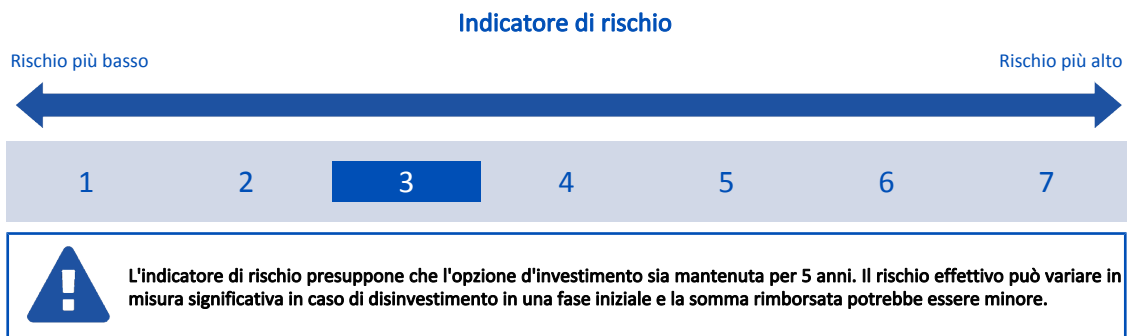 Indicatore di rischio
Rischio più basso
Rischio più alto
1 2 3 4 5 6 7
L'indicatore di rischio presuppone che l'opzione d'investimento sia mantenuta per 5 anni. Il rischio effettivo può variare in
misura significativa in caso di disinvestimento in una fase iniziale e la somma rimborsata potrebbe essere minore.